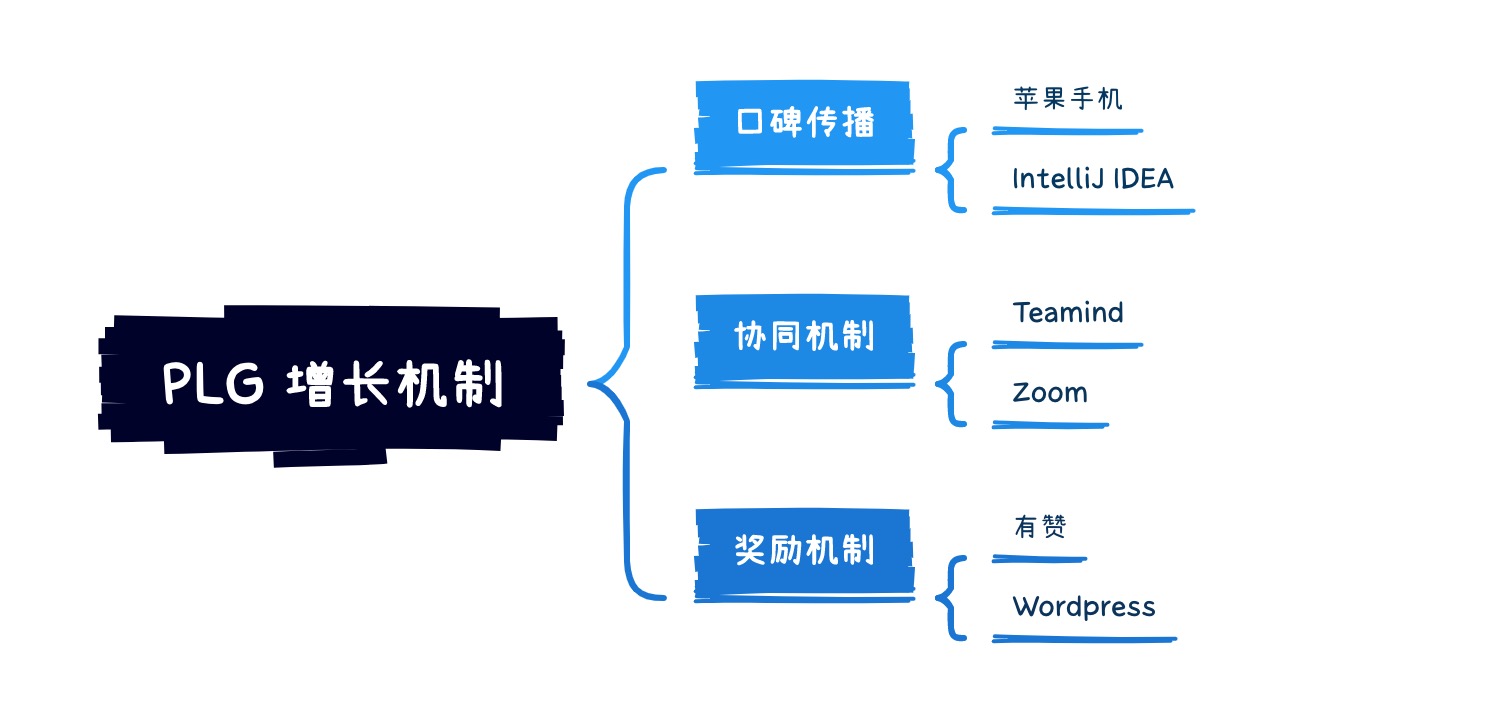 PLG 增长机制
口碑传播
苹果手机
IntelliJ IDEA
协同机制
Teamind
Zoom
奖励机制
有赞
Wordpress